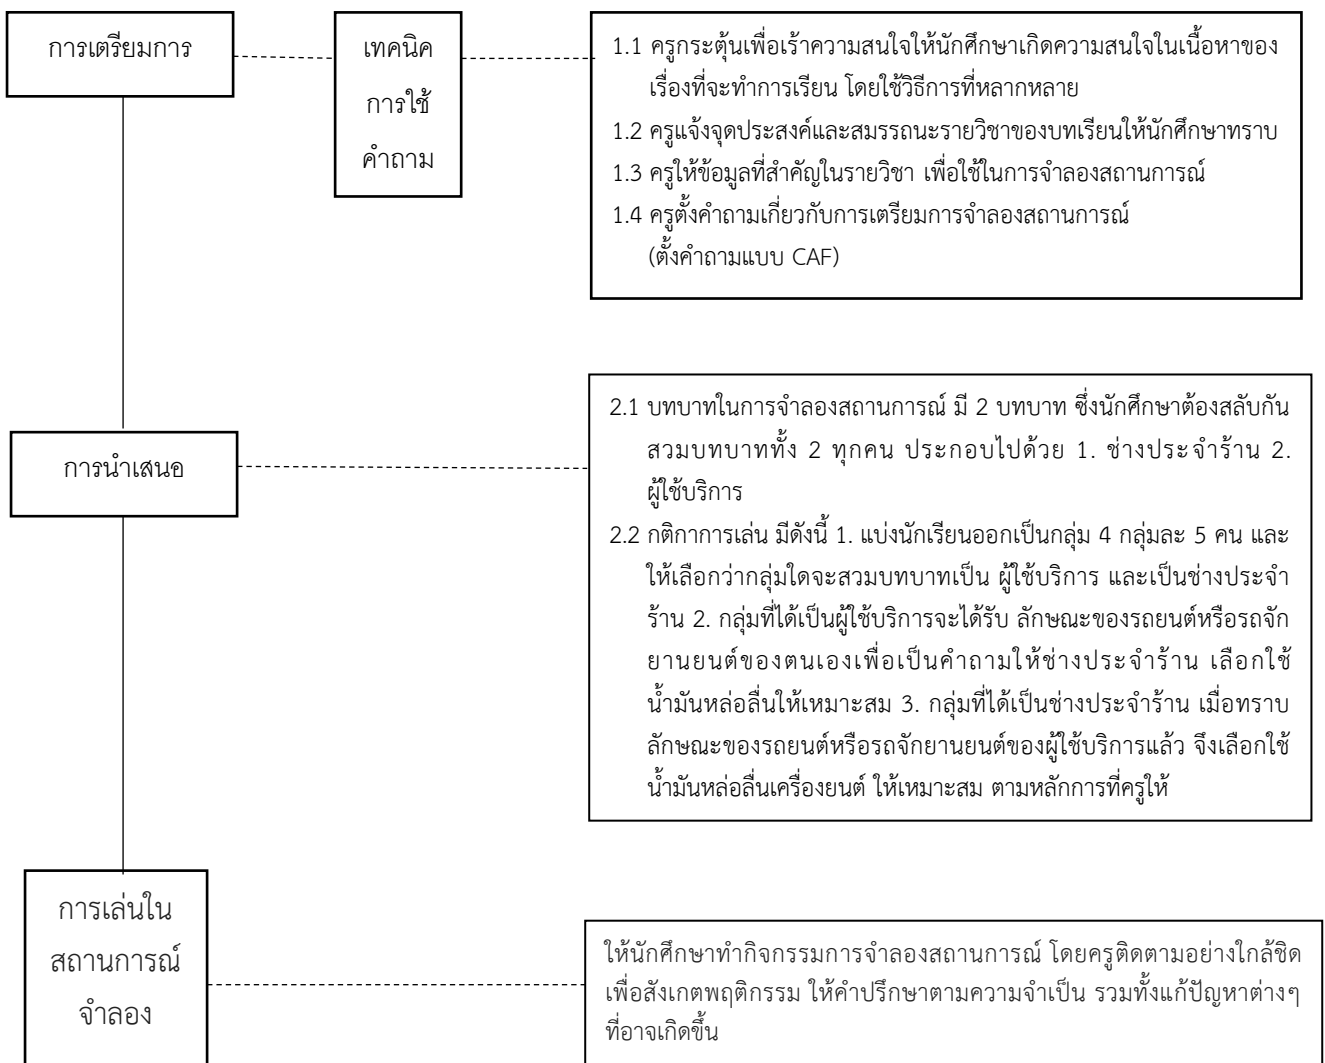 การเตรียมการ
เทคนิค
การใช้
คำถาม
1.1 ครูกระตุ้นเพื่อเร้าความสนใจให้นักศึกษาเกิดความสนใจในเนื้อหาของ
เรื่องที่จะทำการเรียน โดยใช้วิธีการที่หลากหลาย
1.2 ครูแจ้งจุดประสงค์และสมรรถนะรายวิชาของบทเรียนให้นักศึกษาทราบ
1.3 ครูให้ข้อมูลที่สำคัญในรายวิชา เพื่อใช้ในการจำลองสถานการณ์
1.4 ครูตั้งคำถามเกี่ยวกับการเตรียมการจำลองสถานการณ์
(ตั้งคำถามแบบ CAF)
การนำเสนอ
2.1 บทบาทในการจำลองสถานการณ์ มี 2 บทบาท ซึ่งนักศึกษาต้องสลับกัน
สวมบทบาททั้ง 2 ทุกคน ประกอบไปด้วย 1. ช่างประจำร้าน 2.
ผู้ใช้บริการ
2.2 กติกาการเล่น มีดังนี้ 1. แบ่งนักเรียนออกเป็นกลุ่ม 4 กลุ่มละ 5 คน และ
ให้เลือกว่ากลุ่มใดจะสวมบทบาทเป็น ผู้ใช้บริการ และเป็นช่างประจำ
ร้าน 2. กลุ่มที่ได้เป็นผู้ใช้บริการจะได้รับ ลักษณะของรถยนต์หรือรถจัก
ยานยนต์ของตนเองเพื่อเป็นคำถามให้ช่างประจำร้าน เลือกใช้
น้ำมันหล่อลื่นให้เหมาะสม 3. กลุ่มที่ได้เป็นช่างประจำร้าน เมื่อทราบ
ลักษณะของรถยนต์หรือรถจักยานยนต์ของผู้ใช้บริการแล้ว จึงเลือกใช้
น้ำมันหล่อลื่นเครื่องยนต์ ให้เหมาะสม ตามหลักการที่ครูให้
การเล่นใน
สถานการณ์
จำลอง
ให้นักศึกษาทำกิจกรรมการจำลองสถานการณ์ โดยครูติดตามอย่างใกล้ชิด
เพื่อสังเกตพฤติกรรม ให้คำปรึกษาตามความจำเป็น รวมทั้งแก้ปัญหาต่างๆ
ที่อาจเกิดขึ้น